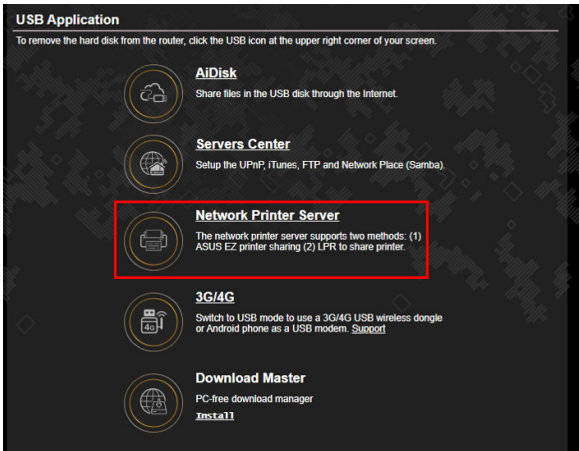 USB Application
To remove the hard disk from the router, click the USB icon at the upper right corner of your screen.
AiDisk
Share files in the USB disk through the Internet.
Servers Center
Setup the UPnP, iTunes, FTP and Network Place (Samba).
Network Printer Server
The network printer server supports two methods: (1)
ASUS EZ printer sharing (2) LPR to share printer.
3G/4G
Switch to USB mode to use a 3G/4G USB wireless dongle
or Android phone as a USB modem. Support
4G
Download Master
PC-free download manager
Install